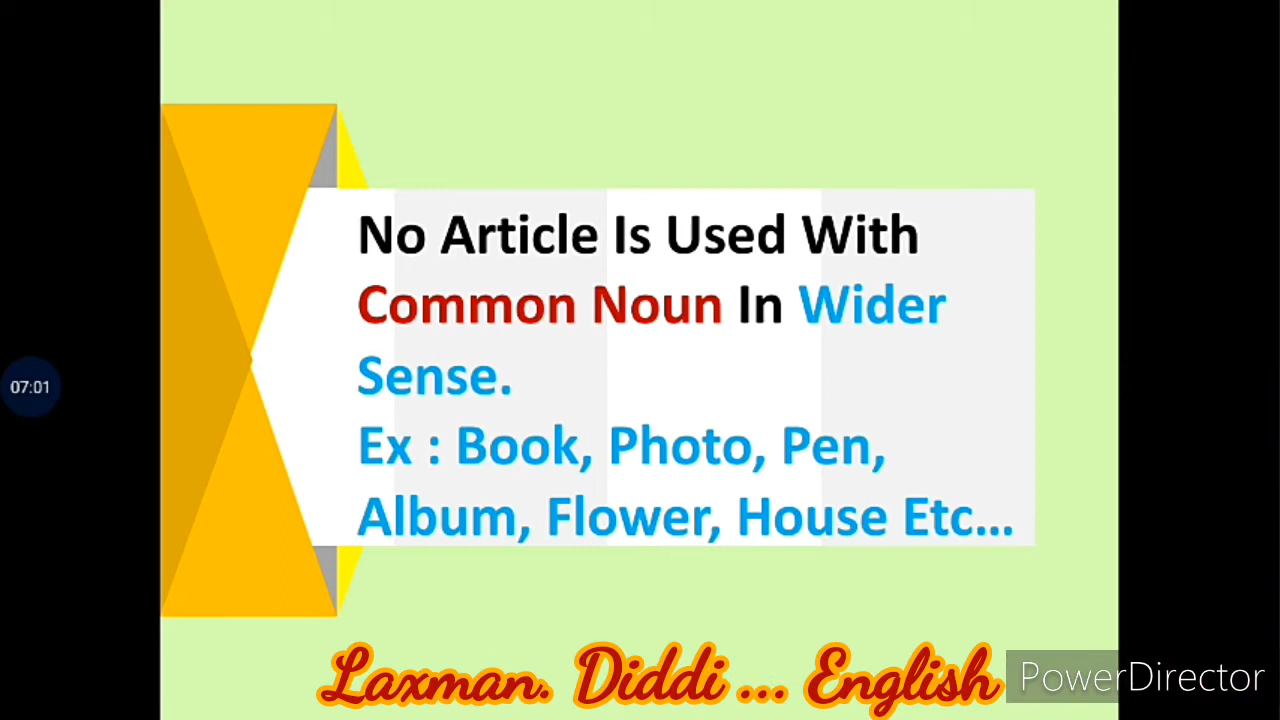 No Article Is Used With
Common Noun In Wider
Sense.
Ex : Book, Photo, Pen,
Album, Flower, House Etc...
07:01
Laxman. Diddi ... English
PowerDirector